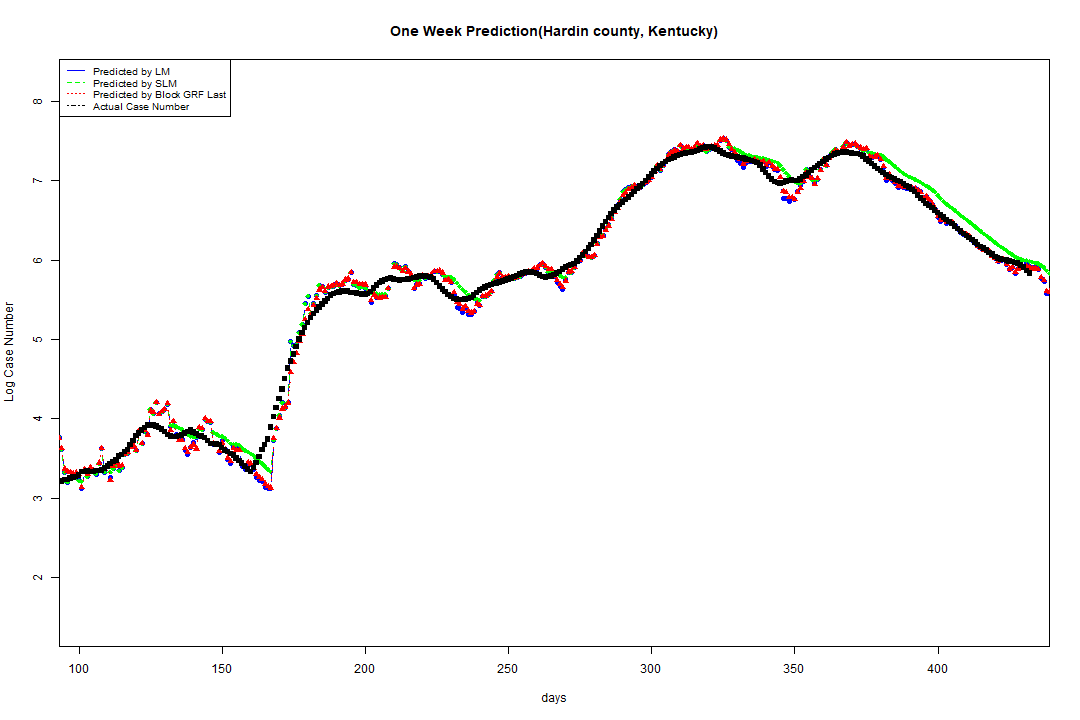 One Week Prediction(Hardin county, Kentucky)
Predicted by LM
Predicted by SLM
Predicted by Block GRF Last
Actual Case Number
8
7
6
5
4
3
2
Log Case Number
100 150 200 250 300 350 400
days